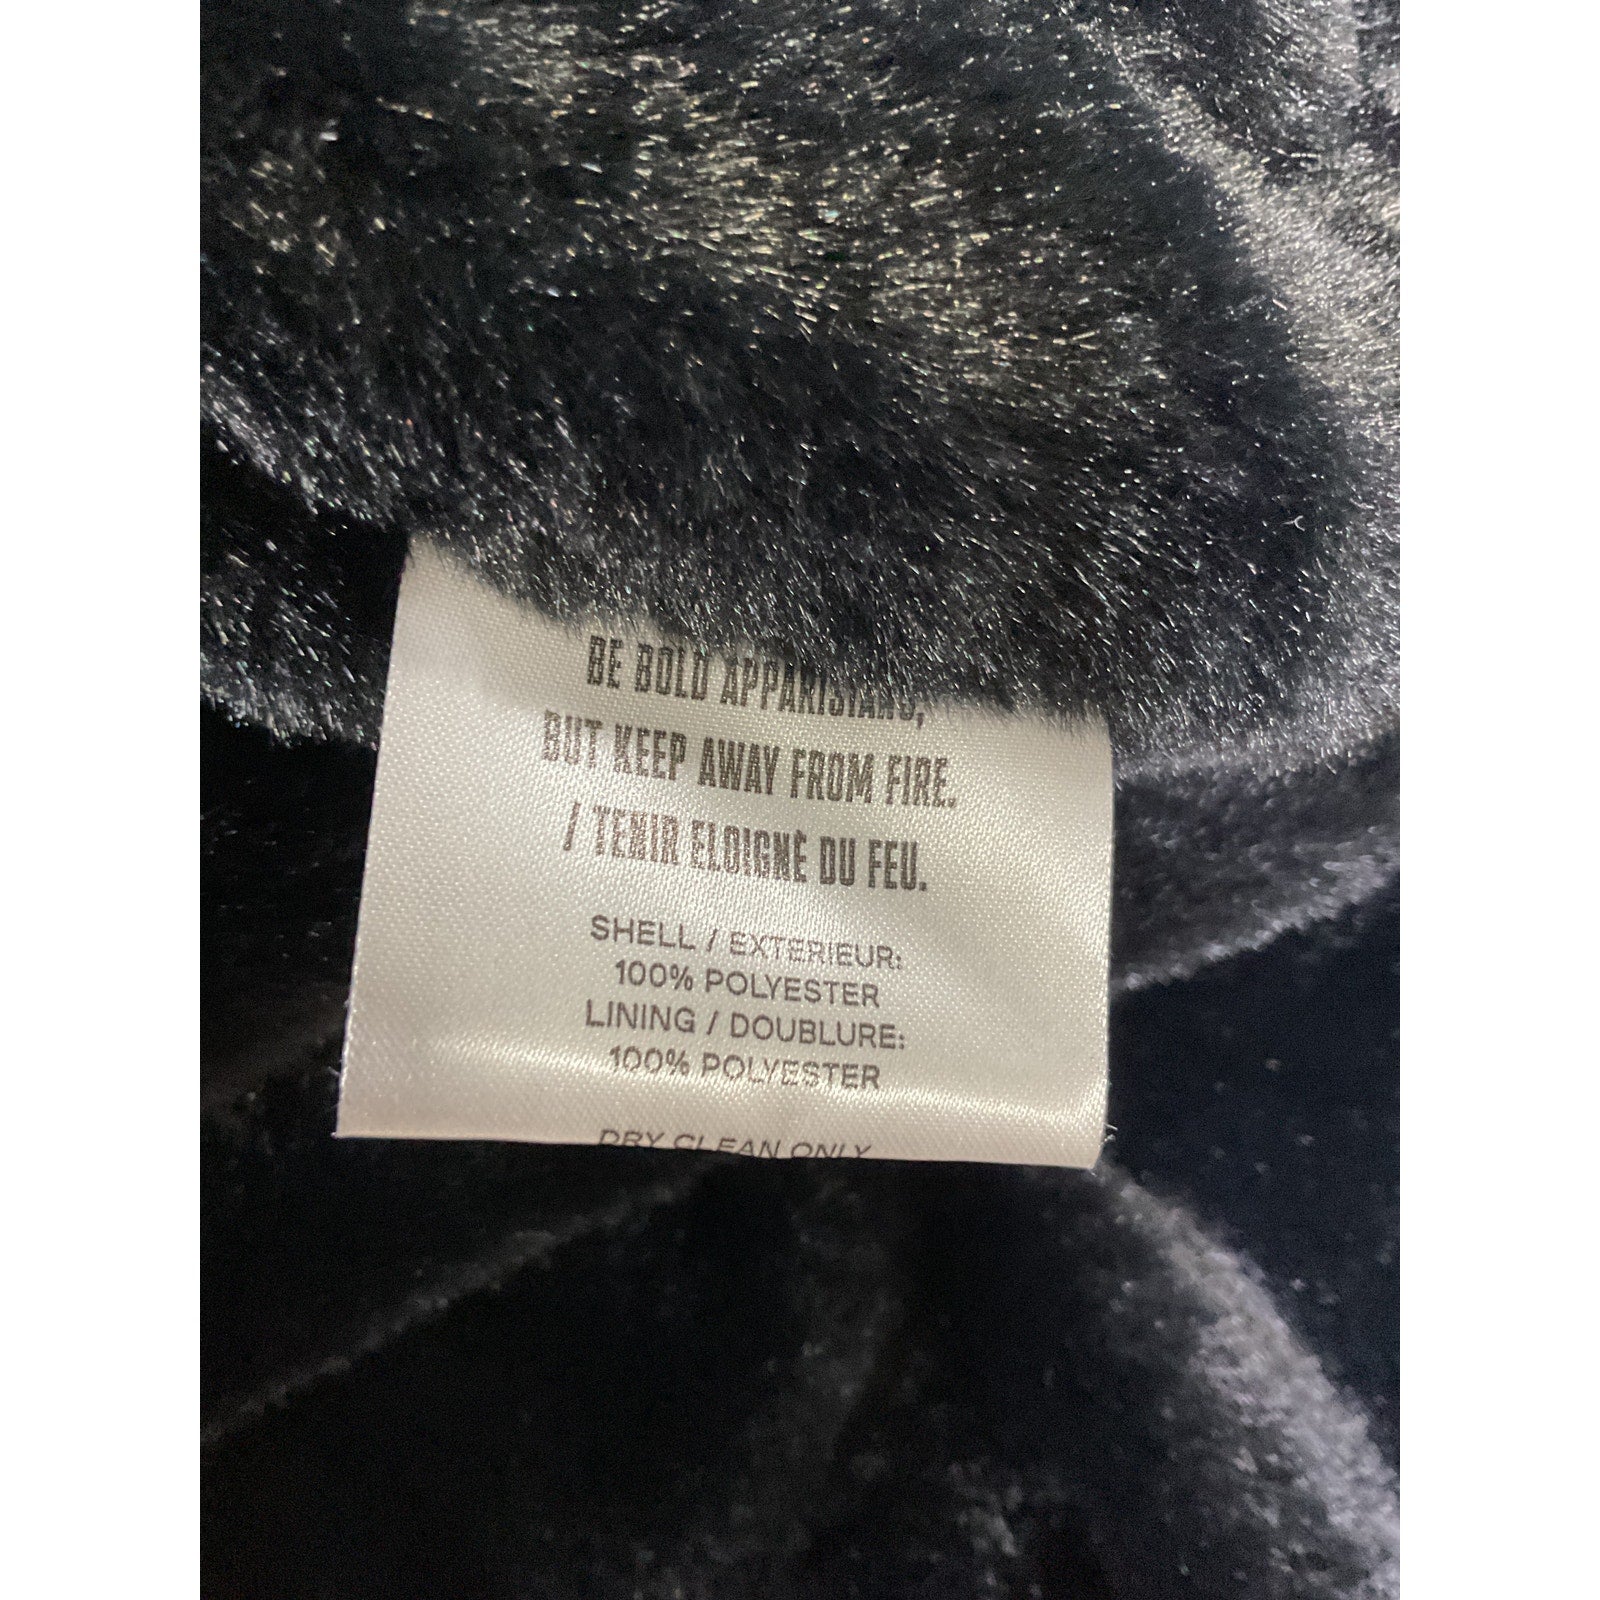 BE BOLD APPARISIANS,
BUT KEEP AWAY FROM FIRE.
/ TENIR ELOIGNÉ DU FEU.
SHELL / EXTERIEUR:
100% POLYESTER
LINING / DOUBLURE:
100% POLYESTER
DRY CLEAN ONLY